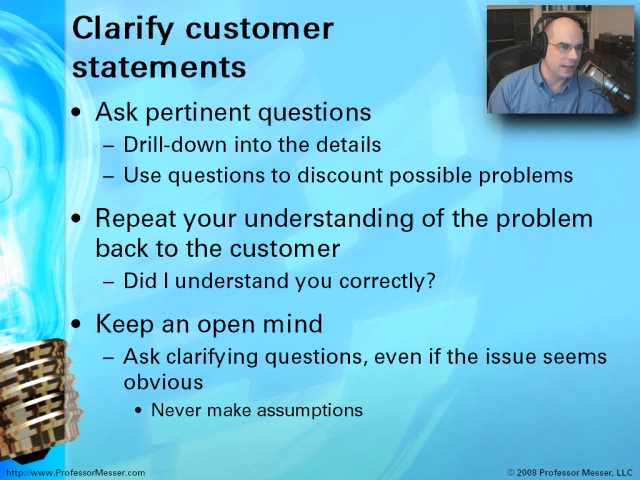 Clarify customer
statements
• Ask pertinent questions
– Drill-down into the details
– Use questions to discount possible problems
• Repeat your understanding of the problem
back to the customer
– Did I understand you correctly?
• Keep an open mind
– Ask clarifying questions, even if the issue seems
obvious
• Never make assumptions
http://www.ProfessorMesser.com
© 2008 Professor Messer, LLC